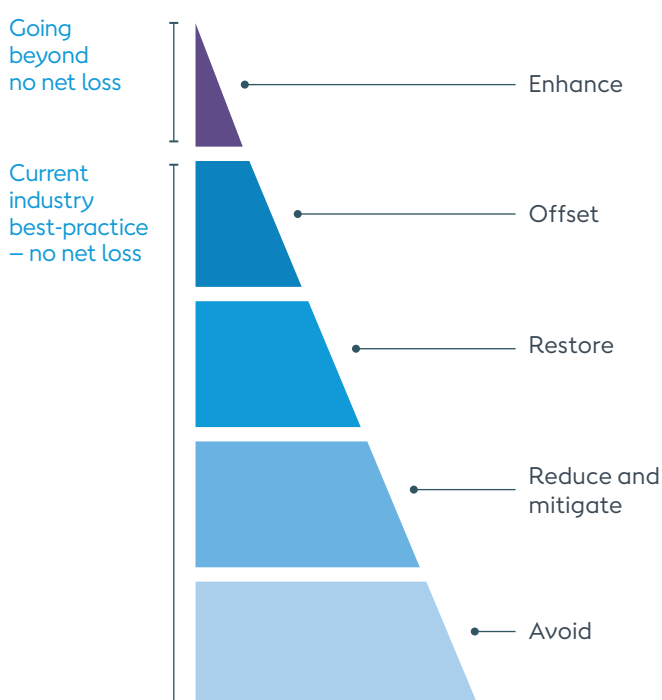 Going
beyond
no net loss
Enhance
Current
industry
best-practice
– no net loss
Offset
Restore
Reduce and
mitigate
Avoid